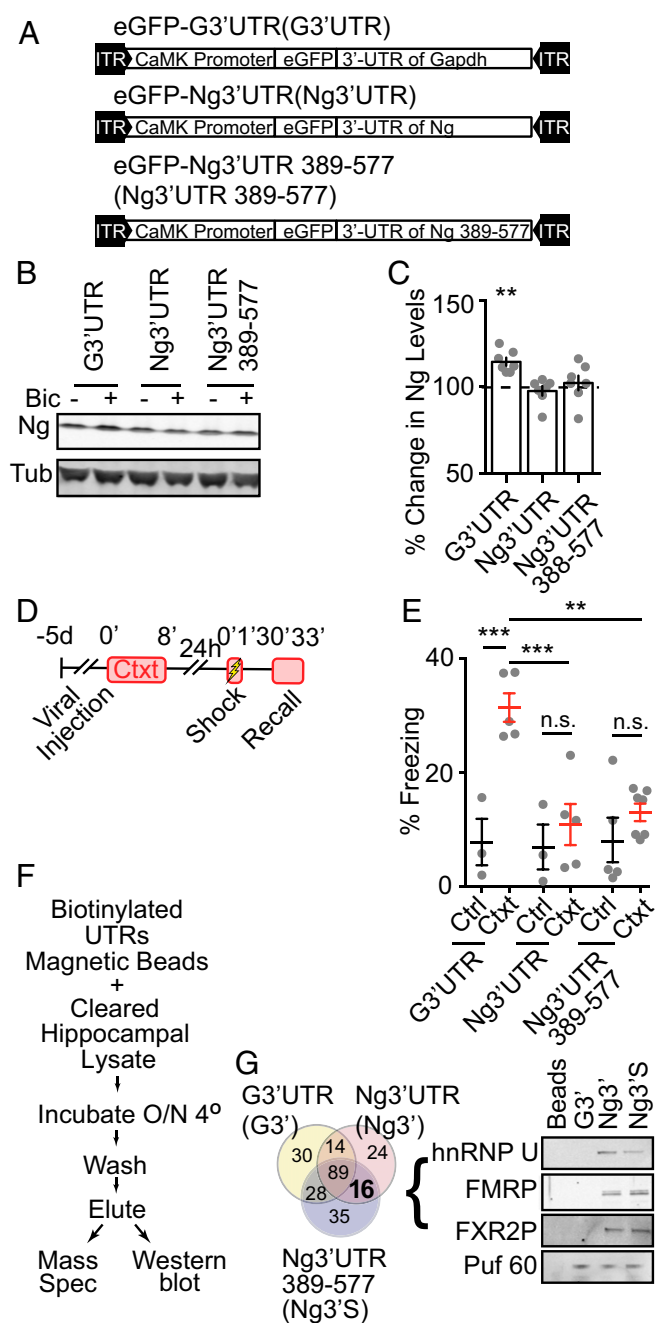 A
eGFP-G3'UTR(G3'UTR)
ITR CaMK Promoter eGFP 3'-UTR of Gapdh ITR
eGFP-Ng3'UTR(Ng3'UTR)
ITR CaMK Promoter eGFP 3'-UTR of Ng ITR
eGFP-Ng3'UTR 389-577
(Ng3'UTR 389-577)
ITR CaMK Promoter eGFP 3'-UTR of Ng 389-577 ITR
B
G3'UTR
Ng3'UTR
Ng3'UTR
389-577
Bic - + - + - +
Ng
Tub
C
% Change in Ng Levels
150
100
50
**
G3'UTR
Ng3'UTR
Ng3'UTR
388-577
D
-5d 0' 8' 24h 0'1'30'33'
Ctxt
Viral
Injection
Shock
Recall
E
% Freezing
40
20
0
**
*** ***
n.s. n.s.
Ctrl Ctxt Ctrl Ctxt Ctrl Ctxt
G3'UTR
Ng3'UTR
Ng3'UTR
389-577
F
Biotinylated
UTRs
Magnetic Beads
+
Cleared
Hippocampal
Lysate
Incubate O/N 4º
Wash
Elute
Mass
Spec
Western
blot
G
G3'UTR
(G3')
Ng3'UTR
(Ng3')
30 14 24
89
28 16
35
Ng3'UTR
389-577
(Ng3'S)
Beads
G3'
Ng3'
Ng3'S
hnRNP U
FMRP
FXR2P
Puf 60